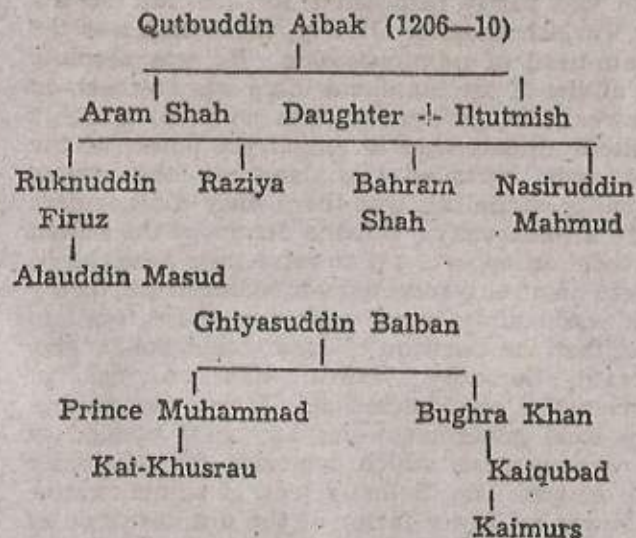 Qutbuddin Aibak (1206—10)
Aram Shah Daughter -!- Iltutmish
Ruknuddin Raziya Bahram Nasiruddin
Firuz Shah Mahmud
Alauddin Masud
Ghiyasuddin Balban
Prince Muhammad Bughra Khan
Kai-Khusrau Kaiqubad
Kaimurs